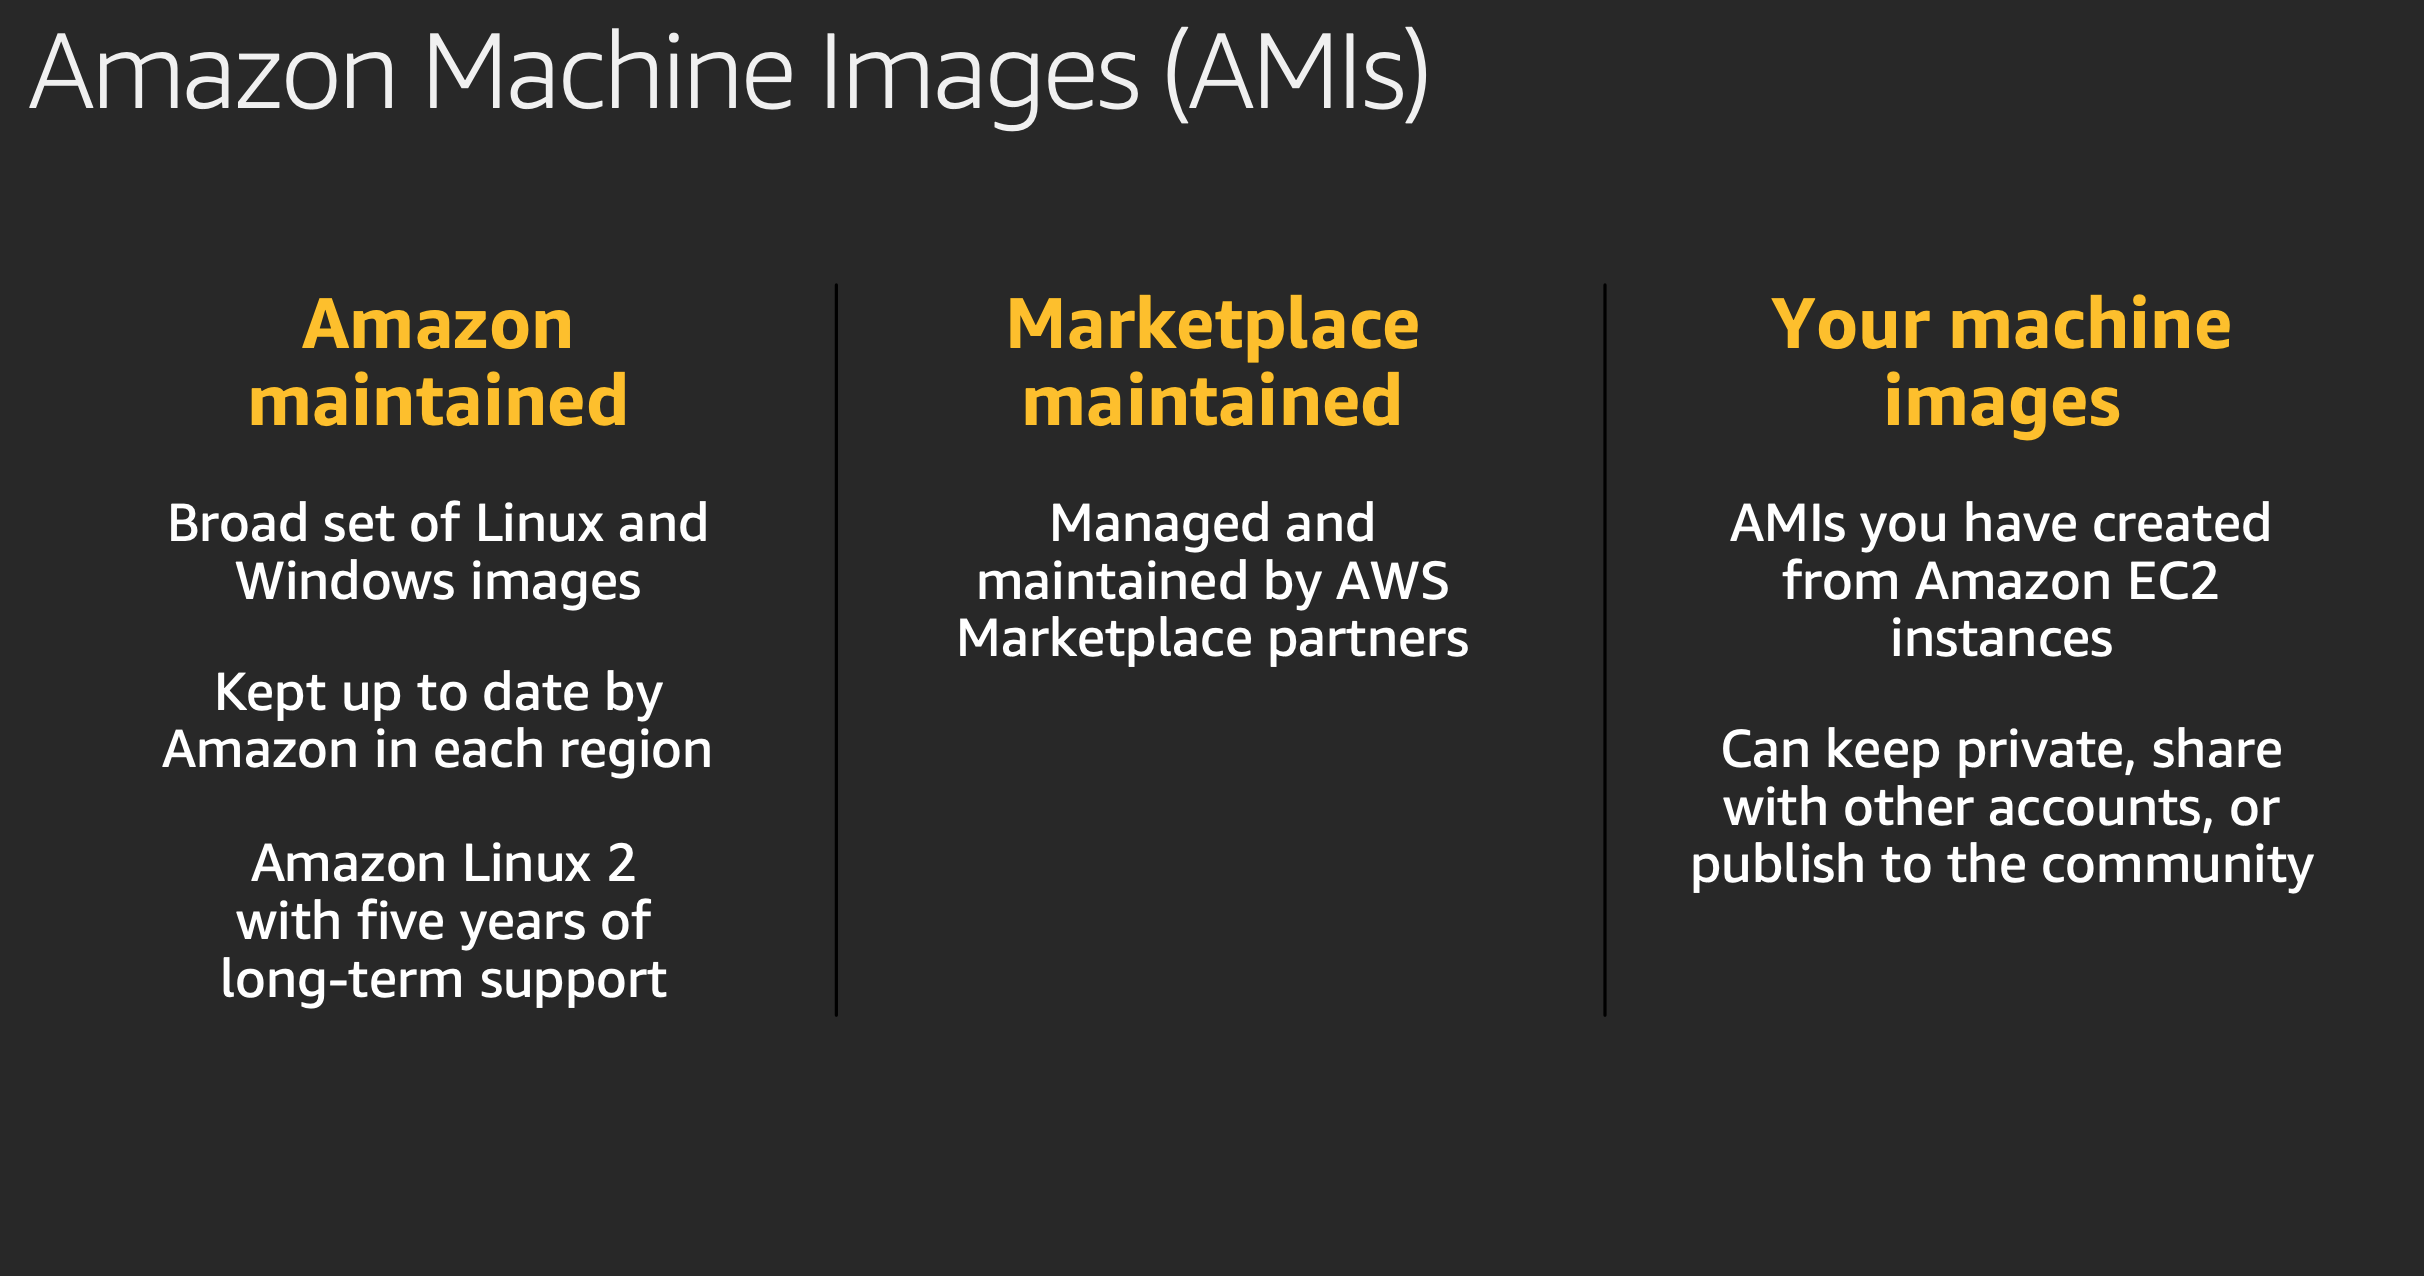 Amazon Machine Images (AMIs)
Amazon
maintained
Broad set of Linux and
Windows images
Kept up to date by
Amazon in each region
Amazon Linux 2
with five years of
long-term support
Marketplace
maintained
Managed and
maintained by AWS
Marketplace partners
Your machine
images
AMIs you have created
from Amazon EC2
instances
Can keep private, share
with other accounts, or
publish to the community